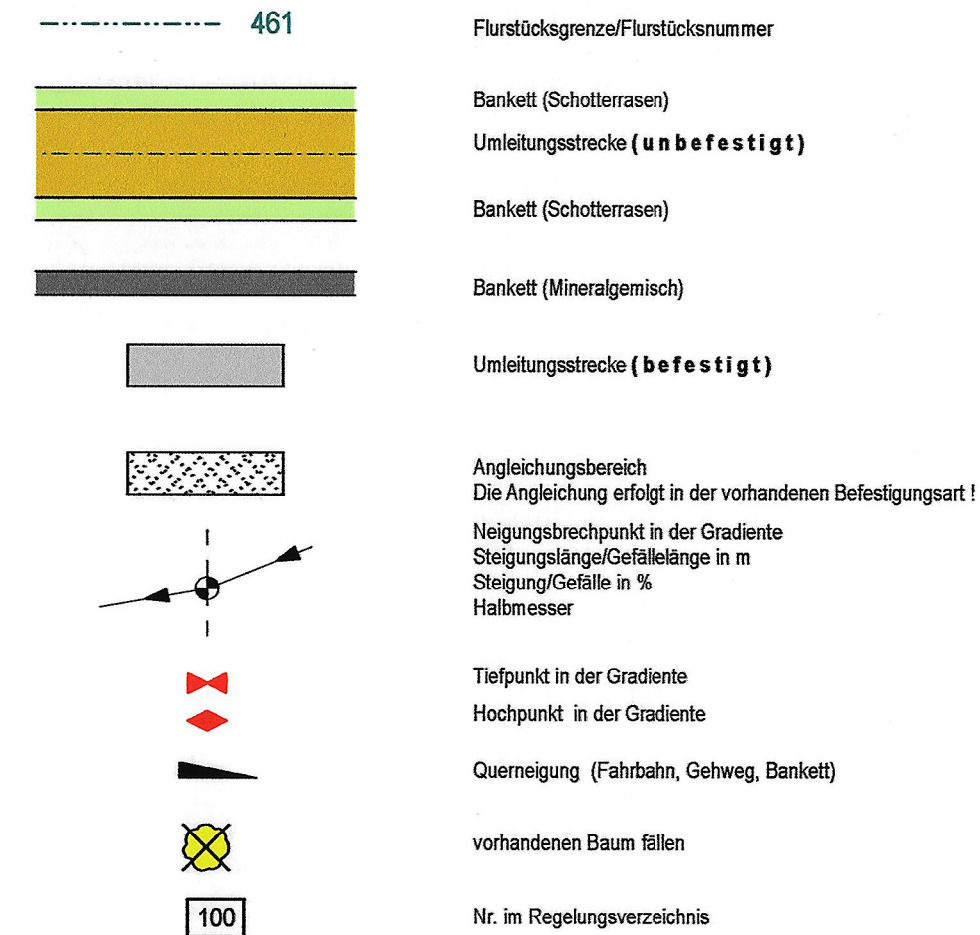 461 Flurstücksgrenze/Flurstücksnummer
Bankett (Schotterrasen)
Umleitungsstrecke (unbefestigt)
Bankett (Schotterrasen)
Bankett (Mineralgemisch)
Umleitungsstrecke (befestigt)
Angleichungsbereich
Die Angleichung erfolgt in der vorhandenen Befestigungsart !
Neigungsbrechpunkt in der Gradiente
Steigungslänge/Gefällelänge in m
Steigung/Gefälle in %
Halbmesser
Tiefpunkt in der Gradiente
Hochpunkt in der Gradiente
Querneigung (Fahrbahn, Gehweg, Bankett)
vorhandenen Baum fällen
100 Nr. im Regelungsverzeichnis